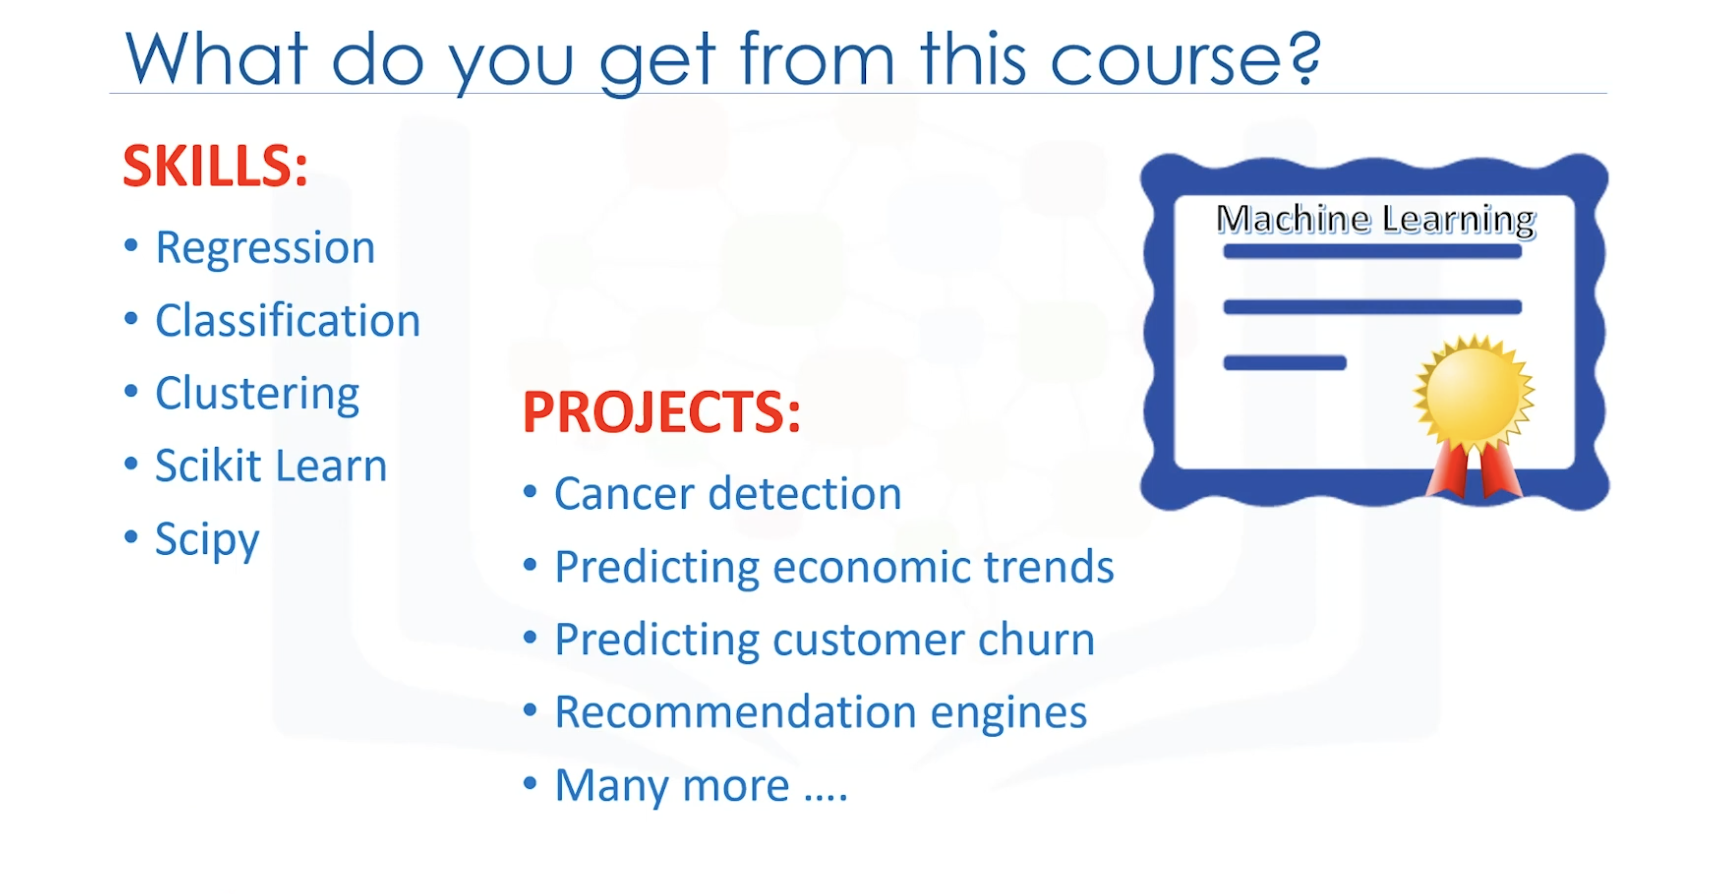 What do you get from this course?
SKILLS:
• Regression
• Classification
• Clustering
• Scikit Learn
• Scipy
PROJECTS:
• Cancer detection
• Predicting economic trends
• Predicting customer churn
• Recommendation engines
• Many more ....
Machine Learning